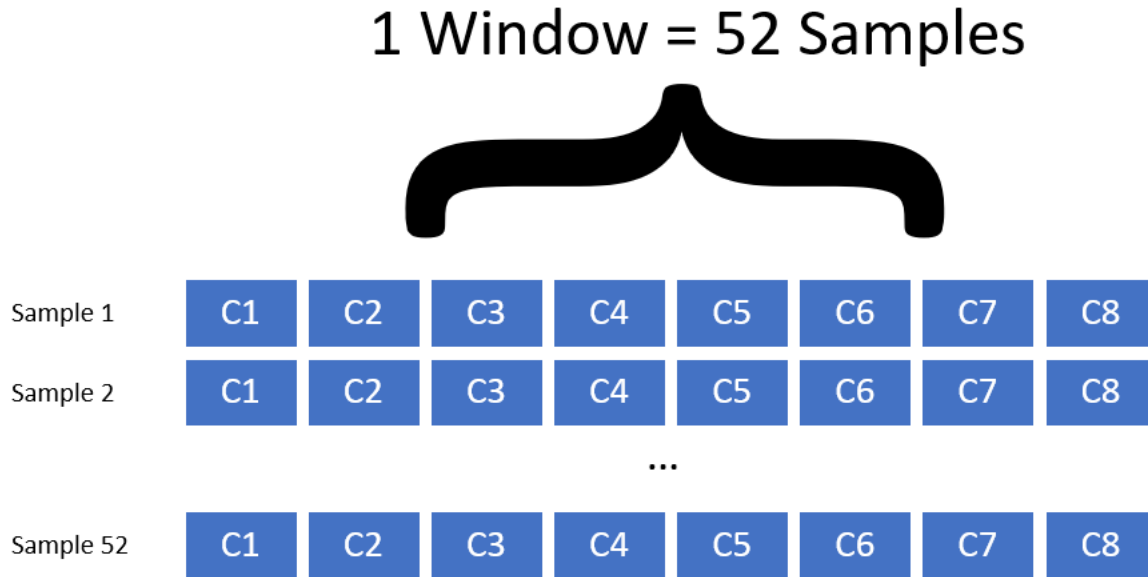 1 Window = 52 Samples
Sample 1 C1 C2 C3 C4 C5 C6 C7 C8
Sample 2 C1 C2 C3 C4 C5 C6 C7 C8
...
Sample 52 C1 C2 C3 C4 C5 C6 C7 C8